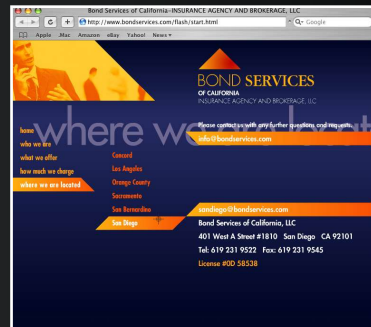 Bond Services of California-INSURANCE AGENCY AND BROKERAGE, LLC
http://www.bondservices.com/flash/start.html
Google
Apple .Mac Amazon eBay Yahoo! News
BOND SERVICES
OF CALIFORNIA
INSURANCE AGENCY AND BROKERAGE, LLC
where we are locat
Please contact us with any further questions and requests.
info@bondservices.com
home
who we are
what we offer
how much we charge
where we are located
Concord
Los Angeles
Orange County
Sacramento
San Bernardino
San Diego
sandiego@bondservices.com
Bond Services of California, LLC
401 West A Street #1810 San Diego CA 92101
Tel: 619 231 9522 Fax: 619 231 9545
License #0D 58538